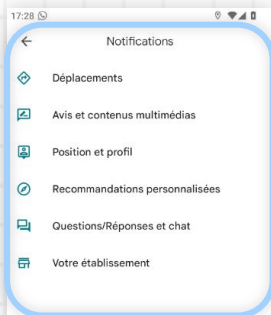 17:28
Notifications
Déplacements
Avis et contenus multimédias
Position et profil
Recommandations personnalisées
Questions/Réponses et chat
Votre établissement